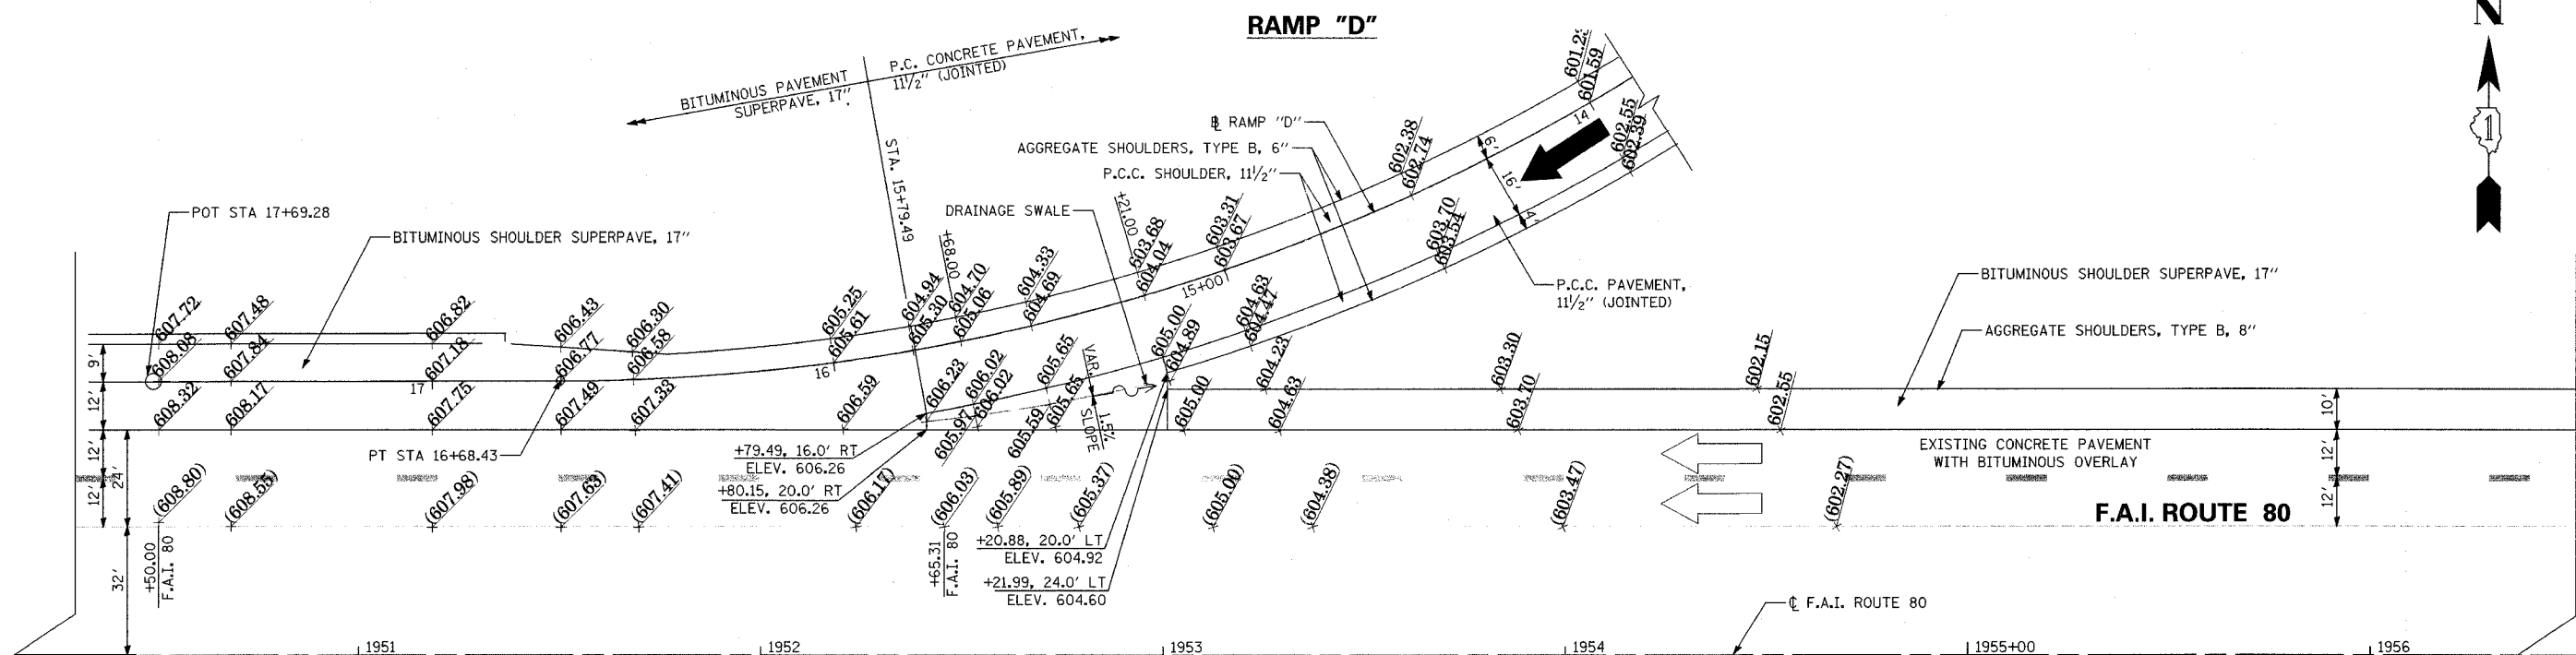 RAMP "D"
N
1
BITUMINOUS PAVEMENT
SUPERPAVE, 17"
P.C. CONCRETE PAVEMENT,
11 1/2" (JOINTED)
STA. 15+79.49
℄ RAMP "D"
AGGREGATE SHOULDERS, TYPE B, 6"
P.C.C. SHOULDER, 11 1/2"
DRAINAGE SWALE
POT STA 17+69.28
BITUMINOUS SHOULDER SUPERPAVE, 17"
+68.00
+21.00
601.59
14
602.55
602.39
602.38
602.74
6'
16'
4'
603.70
603.54
603.31
603.67
603.68
604.04
15+00
604.33
604.69
604.70
605.06
604.94
605.30
605.25
605.61
16
606.30
606.58
606.43
606.77
606.82
607.18
17
607.48
607.84
607.72
608.08
P.C.C. PAVEMENT,
11 1/2" (JOINTED)
BITUMINOUS SHOULDER SUPERPAVE, 17"
AGGREGATE SHOULDERS, TYPE B, 8"
9'
12'
12'
12'
24'
32'
608.32
608.17
607.75
607.49
607.33
606.59
606.23
606.02
606.02
605.97
605.65
605.65
605.59
VAR.
1.5%
SLOPE
605.00
604.89
605.00
604.63
604.47
604.23
604.63
603.30
603.70
602.15
602.55
10'
12'
12'
PT STA 16+68.43
+79.49, 16.0' RT
ELEV. 606.26
+80.15, 20.0' RT
ELEV. 606.26
+20.88, 20.0' LT
ELEV. 604.92
+21.99, 24.0' LT
ELEV. 604.60
EXISTING CONCRETE PAVEMENT
WITH BITUMINOUS OVERLAY
F.A.I. ROUTE 80
(608.80)
(608.55)
(607.98)
(607.63)
(607.41)
(606.17)
(606.03)
(605.89)
(605.37)
(605.00)
(604.38)
(603.47)
(602.27)
+50.00
F.A.I. 80
+65.31
F.A.I. 80
℄ F.A.I. ROUTE 80
1951
1952
1953
1954
1955+00
1956